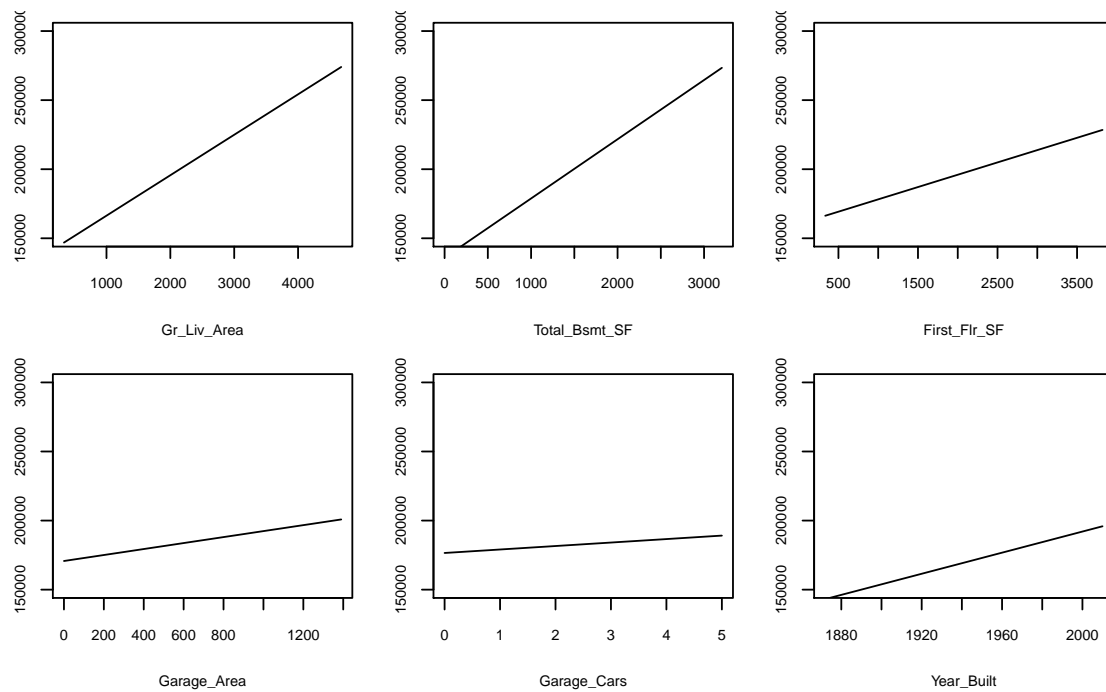 150000 200000 250000 300000
1000 2000 3000 4000
Gr_Liv_Area
150000 200000 250000 300000
0 500 1000 2000 3000
Total_Bsmt_SF
150000 200000 250000 300000
500 1500 2500 3500
First_Flr_SF
150000 200000 250000 300000
0 200 400 600 800 1200
Garage_Area
150000 200000 250000 300000
0 1 2 3 4 5
Garage_Cars
150000 200000 250000 300000
1880 1920 1960 2000
Year_Built